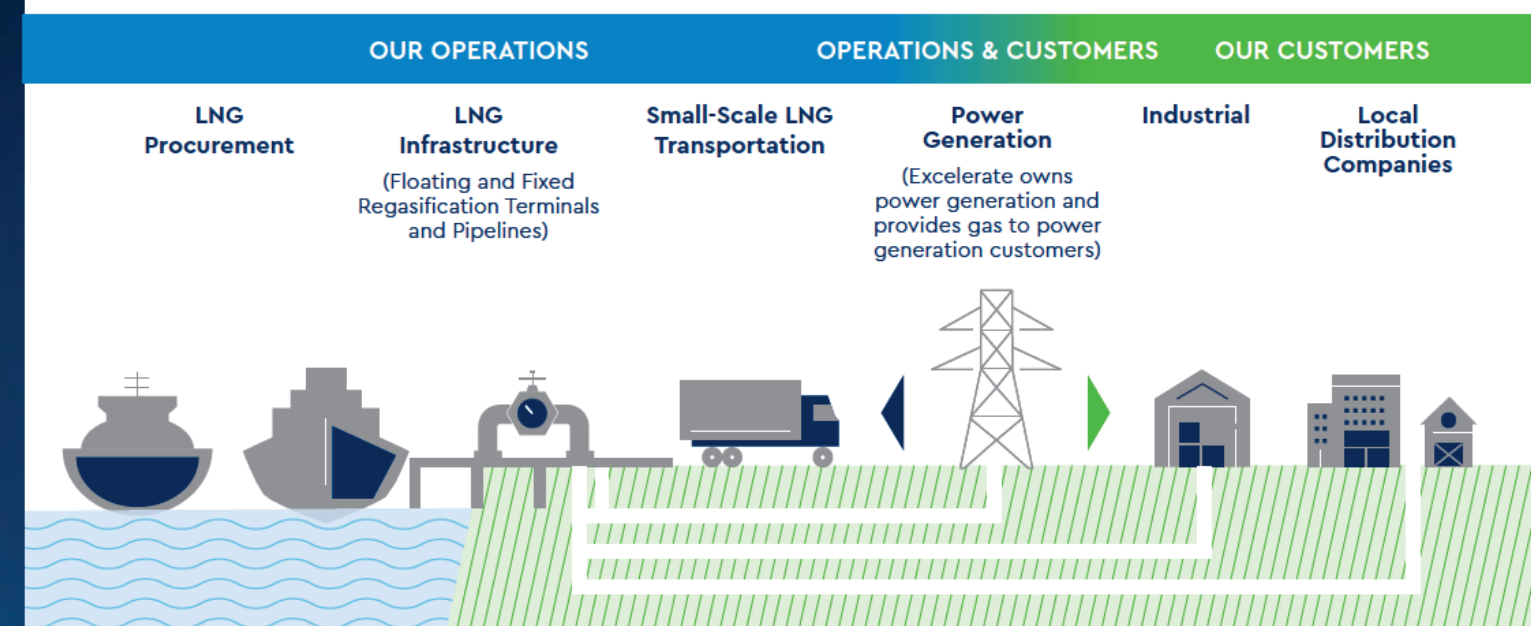 OUR OPERATIONS
OPERATIONS & CUSTOMERS
OUR CUSTOMERS
LNG
Procurement
LNG
Infrastructure
(Floating and Fixed
Regasification Terminals
and Pipelines)
Small-Scale LNG
Transportation
Power
Generation
(Excelerate owns
power generation and
provides gas to power
generation customers)
Industrial
Local
Distribution
Companies